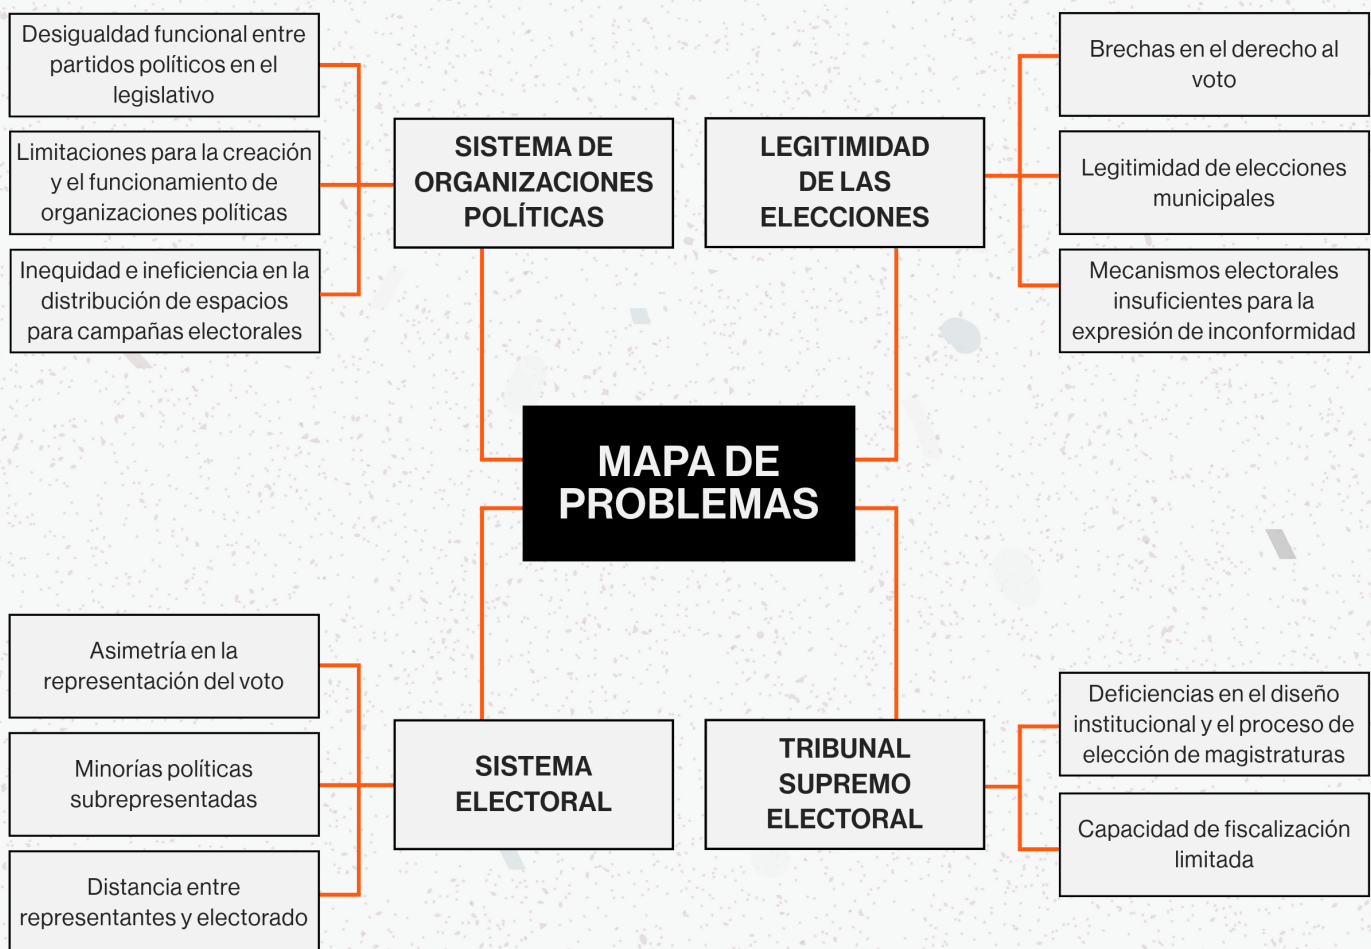 Desigualdad funcional entre
partidos políticos en el
legislativo
Limitaciones para la creación
y el funcionamiento de
organizaciones políticas
Inequidad e ineficiencia en la
distribución de espacios
para campañas electorales
SISTEMA DE
ORGANIZACIONES
POLÍTICAS
LEGITIMIDAD
DE LAS
ELECCIONES
Brechas en el derecho al
voto
Legitimidad de elecciones
municipales
Mecanismos electorales
insuficientes para la
expresión de inconformidad
MAPA DE
PROBLEMAS
Asimetría en la
representación del voto
Minorías políticas
subrepresentadas
Distancia entre
representantes y electorado
SISTEMA
ELECTORAL
TRIBUNAL
SUPREMO
ELECTORAL
Deficiencias en el diseño
institucional y el proceso de
elección de magistraturas
Capacidad de fiscalización
limitada